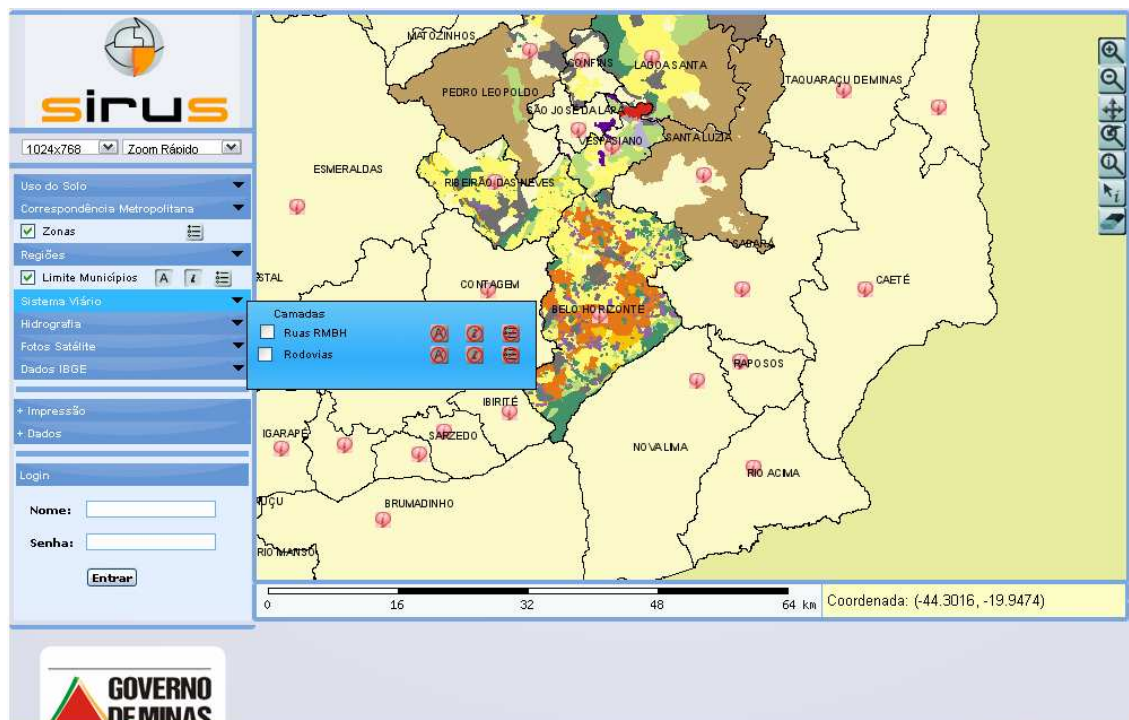 sirus
1024x768
Zoom Rápido
Uso do Solo
Correspondência Metropolitana
Zonas
Regiões
Limite Municípios A i
Sistema Viário
Hidrografia
Fotos Satélite
Dados IBGE
+ Impressão
+ Dados
Login
Nome:
Senha:
Entrar
Camadas
Ruas RMBH
Rodovias
MATOZINHOS
CONFINS
LAGOA SANTA
TAQUARAÇU DE MINAS
PEDRO LEOPOLDO
SÃO JOSÉ DA LAPA
VESPASIANO
SANTA LUZIA
ESMERALDAS
RIBEIRÃO DAS NEVES
SABARÁ
STAL
CONTAGEM
CAETÉ
BELO HORIZONTE
RAPOSOS
IBIRITÉ
IGARAPÉ
SARZEDO
NOVA LIMA
RIO ACIMA
UÇU
BRUMADINHO
RIO MANSO
0 16 32 48 64 km
Coordenada: (-44.3016, -19.9474)
GOVERNO
DE MINAS